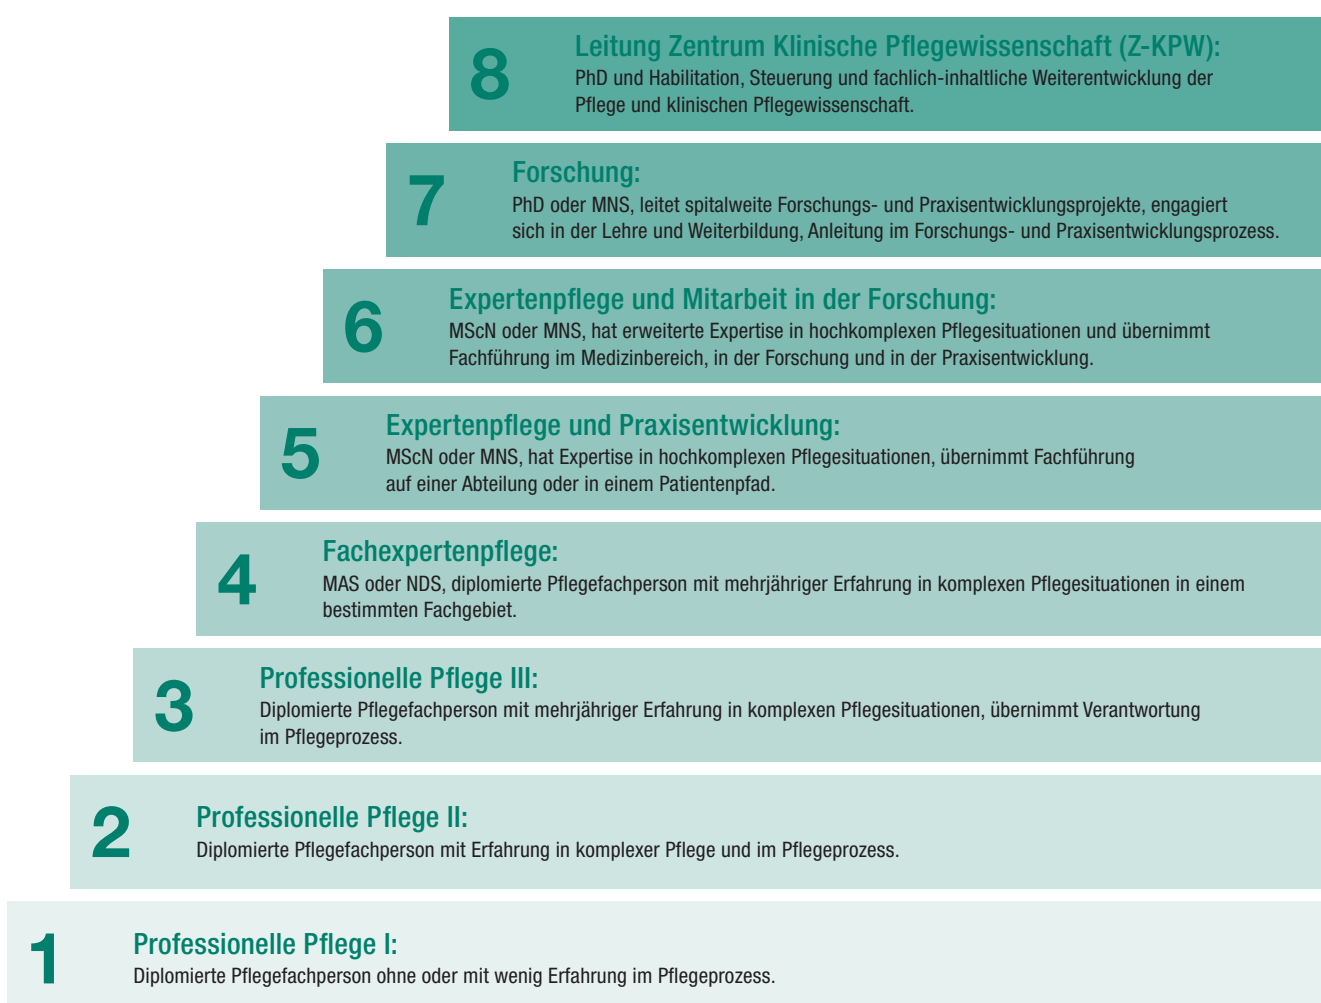 8
Leitung Zentrum Klinische Pflegewissenschaft (Z-KPW):
PhD und Habilitation, Steuerung und fachlich-inhaltliche Weiterentwicklung der
Pflege und klinischen Pflegewissenschaft.
7
Forschung:
PhD oder MNS, leitet spitalweite Forschungs- und Praxisentwicklungsprojekte, engagiert
sich in der Lehre und Weiterbildung, Anleitung im Forschungs- und Praxisentwicklungsprozess.
6
Expertenpflege und Mitarbeit in der Forschung:
MScN oder MNS, hat erweiterte Expertise in hochkomplexen Pflegesituationen und übernimmt
Fachführung im Medizinbereich, in der Forschung und in der Praxisentwicklung.
5
Expertenpflege und Praxisentwicklung:
MScN oder MNS, hat Expertise in hochkomplexen Pflegesituationen, übernimmt Fachführung
auf einer Abteilung oder in einem Patientenpfad.
4
Fachexpertenpflege:
MAS oder NDS, diplomierte Pflegefachperson mit mehrjähriger Erfahrung in komplexen Pflegesituationen in einem
bestimmten Fachgebiet.
3
Professionelle Pflege III:
Diplomierte Pflegefachperson mit mehrjähriger Erfahrung in komplexen Pflegesituationen, übernimmt Verantwortung
im Pflegeprozess.
2
Professionelle Pflege II:
Diplomierte Pflegefachperson mit Erfahrung in komplexer Pflege und im Pflegeprozess.
1
Professionelle Pflege I:
Diplomierte Pflegefachperson ohne oder mit wenig Erfahrung im Pflegeprozess.